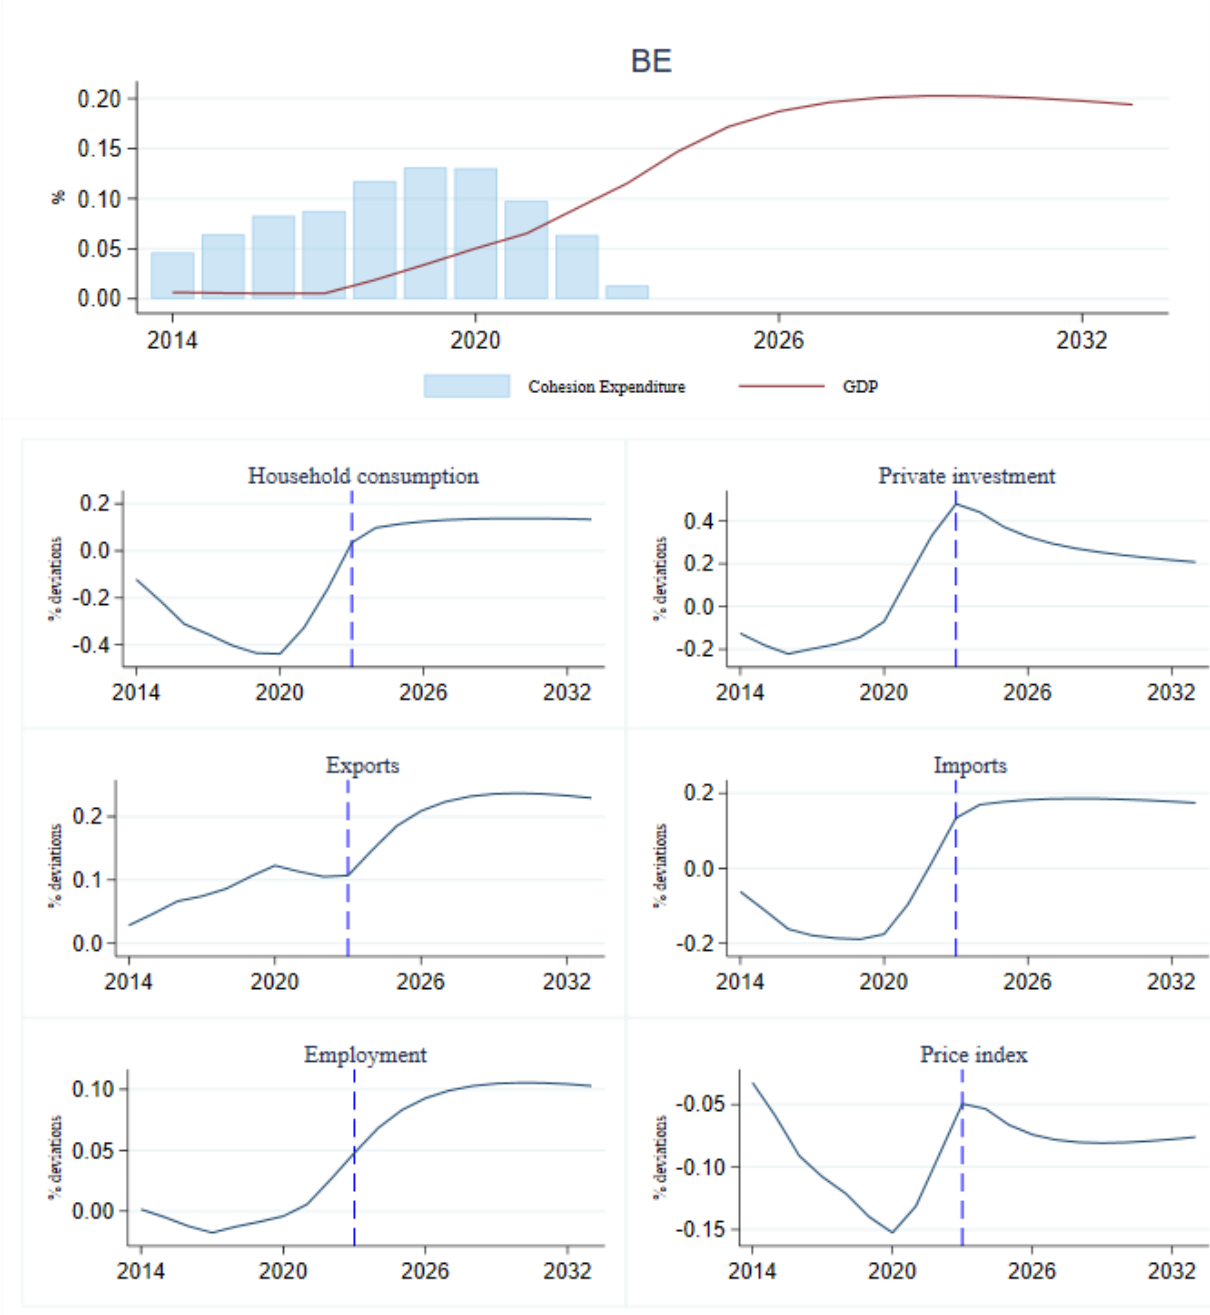 BE
%
0.20
0.15
0.10
0.05
0.00
2014 2020 2026 2032
Cohesion Expenditure GDP
Household consumption
% deviations
0.2
0.0
-0.2
-0.4
2014 2020 2026 2032
Private investment
% deviations
0.4
0.2
0.0
-0.2
2014 2020 2026 2032
Exports
% deviations
0.2
0.1
0.0
2014 2020 2026 2032
Imports
% deviations
0.2
0.0
-0.2
2014 2020 2026 2032
Employment
% deviations
0.10
0.05
0.00
2014 2020 2026 2032
Price index
% deviations
-0.05
-0.10
-0.15
2014 2020 2026 2032